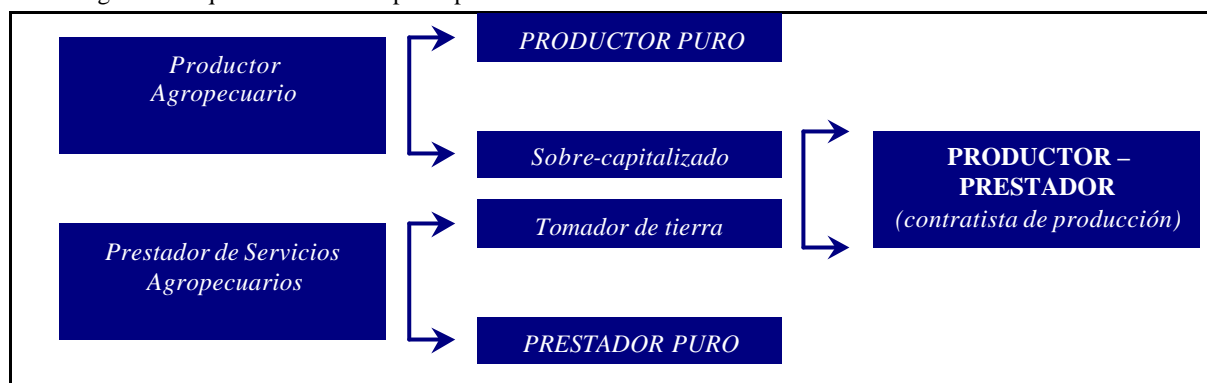 Productor
Agropecuario
PRODUCTOR PURO
Sobre-capitalizado
Tomador de tierra
PRODUCTOR –
PRESTADOR
(contratista de producción)
Prestador de Servicios
Agropecuarios
PRESTADOR PURO